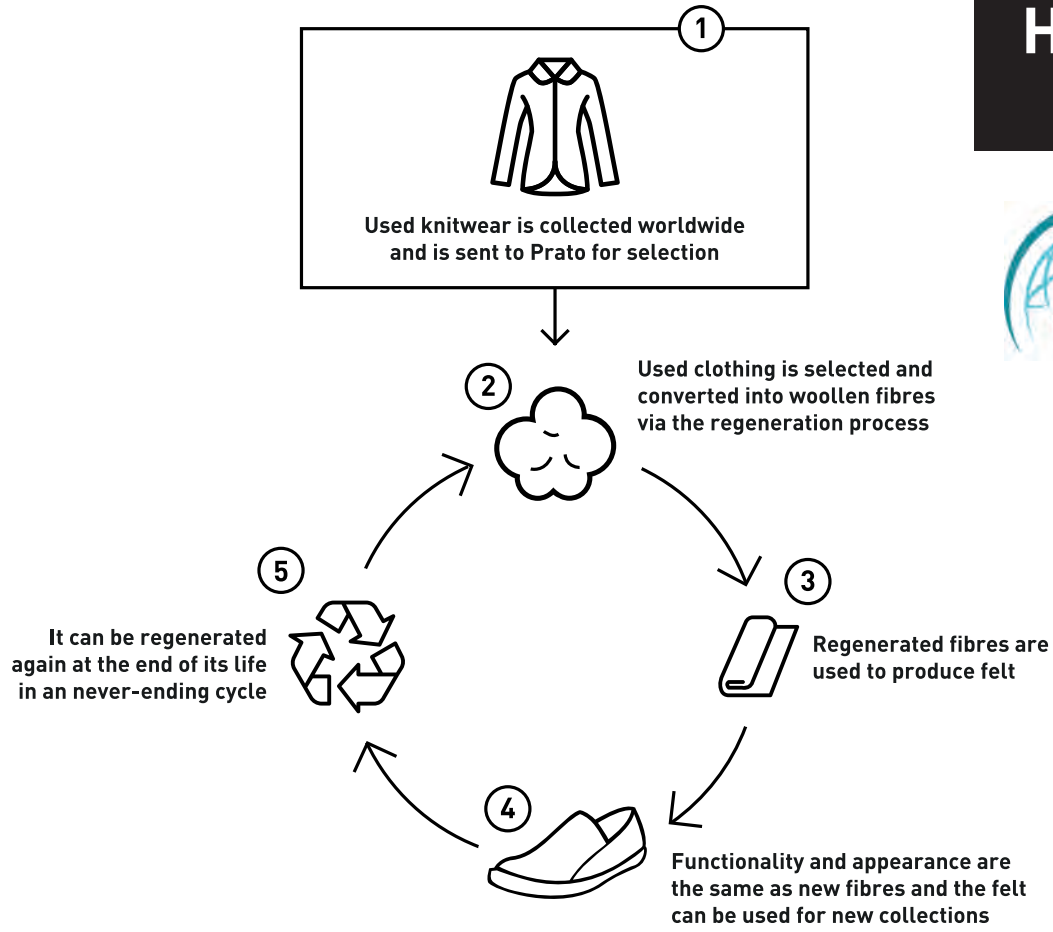 H
1
Used knitwear is collected worldwide
and is sent to Prato for selection
2
Used clothing is selected and
converted into woollen fibres
via the regeneration process
3
Regenerated fibres are
used to produce felt
4
Functionality and appearance are
the same as new fibres and the felt
can be used for new collections
5
It can be regenerated
again at the end of its life
in an never-ending cycle